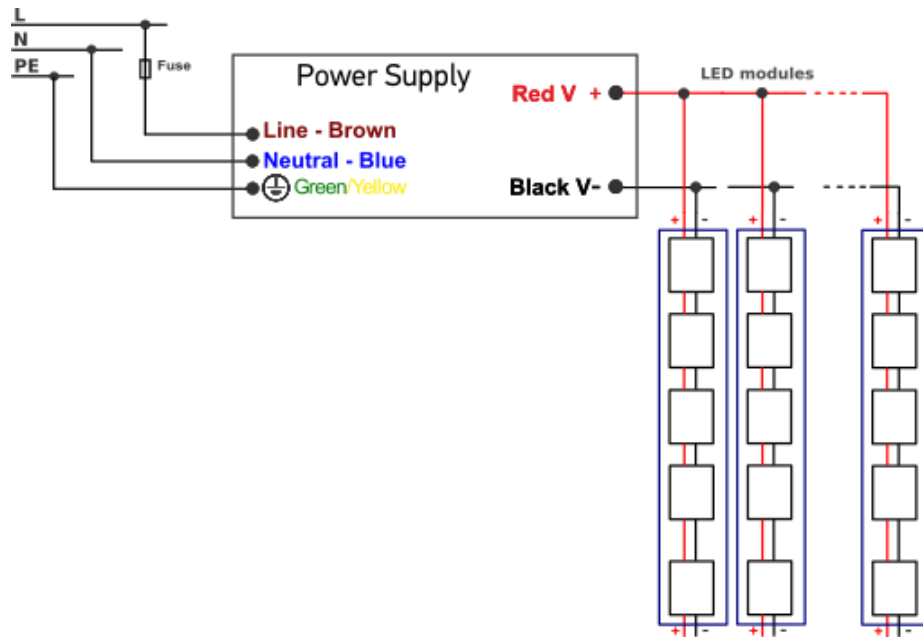 L
N
PE
Fuse
Power Supply
Line - Brown
Neutral - Blue
Green/Yellow
Red V +
Black V-
LED modules
+ -
+ -
+ -
+ -
+ -
+ -